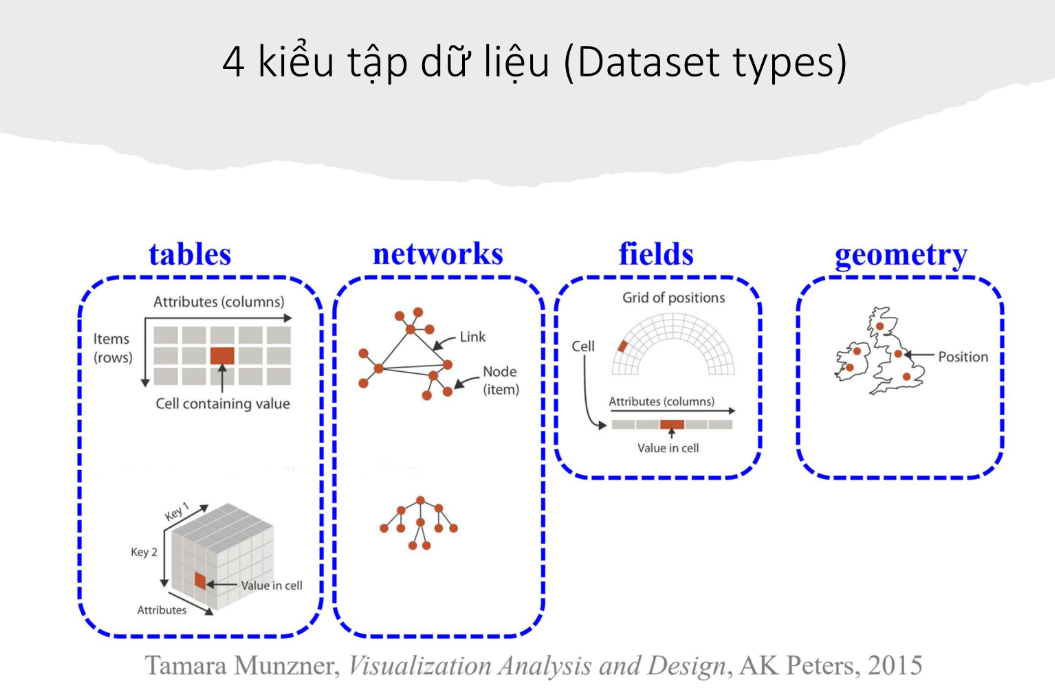 4 kiểu tập dữ liệu (Dataset types)
tables
Attributes (columns)
Items
(rows)
Cell containing value
Key 1
Key 2
Value in cell
Attributes
networks
Link
Node
(item)
fields
Grid of positions
Cell
Attributes (columns)
Value in cell
geometry
Position
Tamara Munzner, Visualization Analysis and Design, AK Peters, 2015